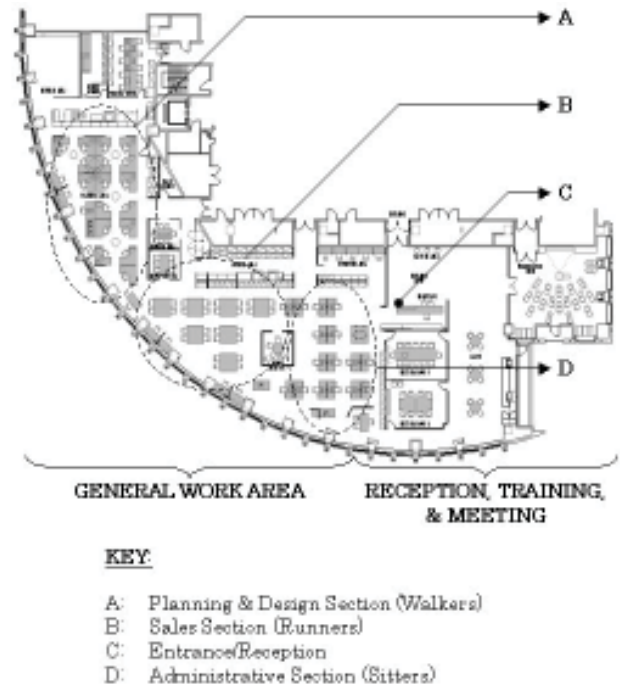 A
B
C
D
GENERAL WORK AREA
RECEPTION, TRAINING,
& MEETING
KEY:
A: Planning & Design Section (Walkers)
B: Sales Section (Runners)
C: Entrance/Reception
D: Administrative Section (Sitters)